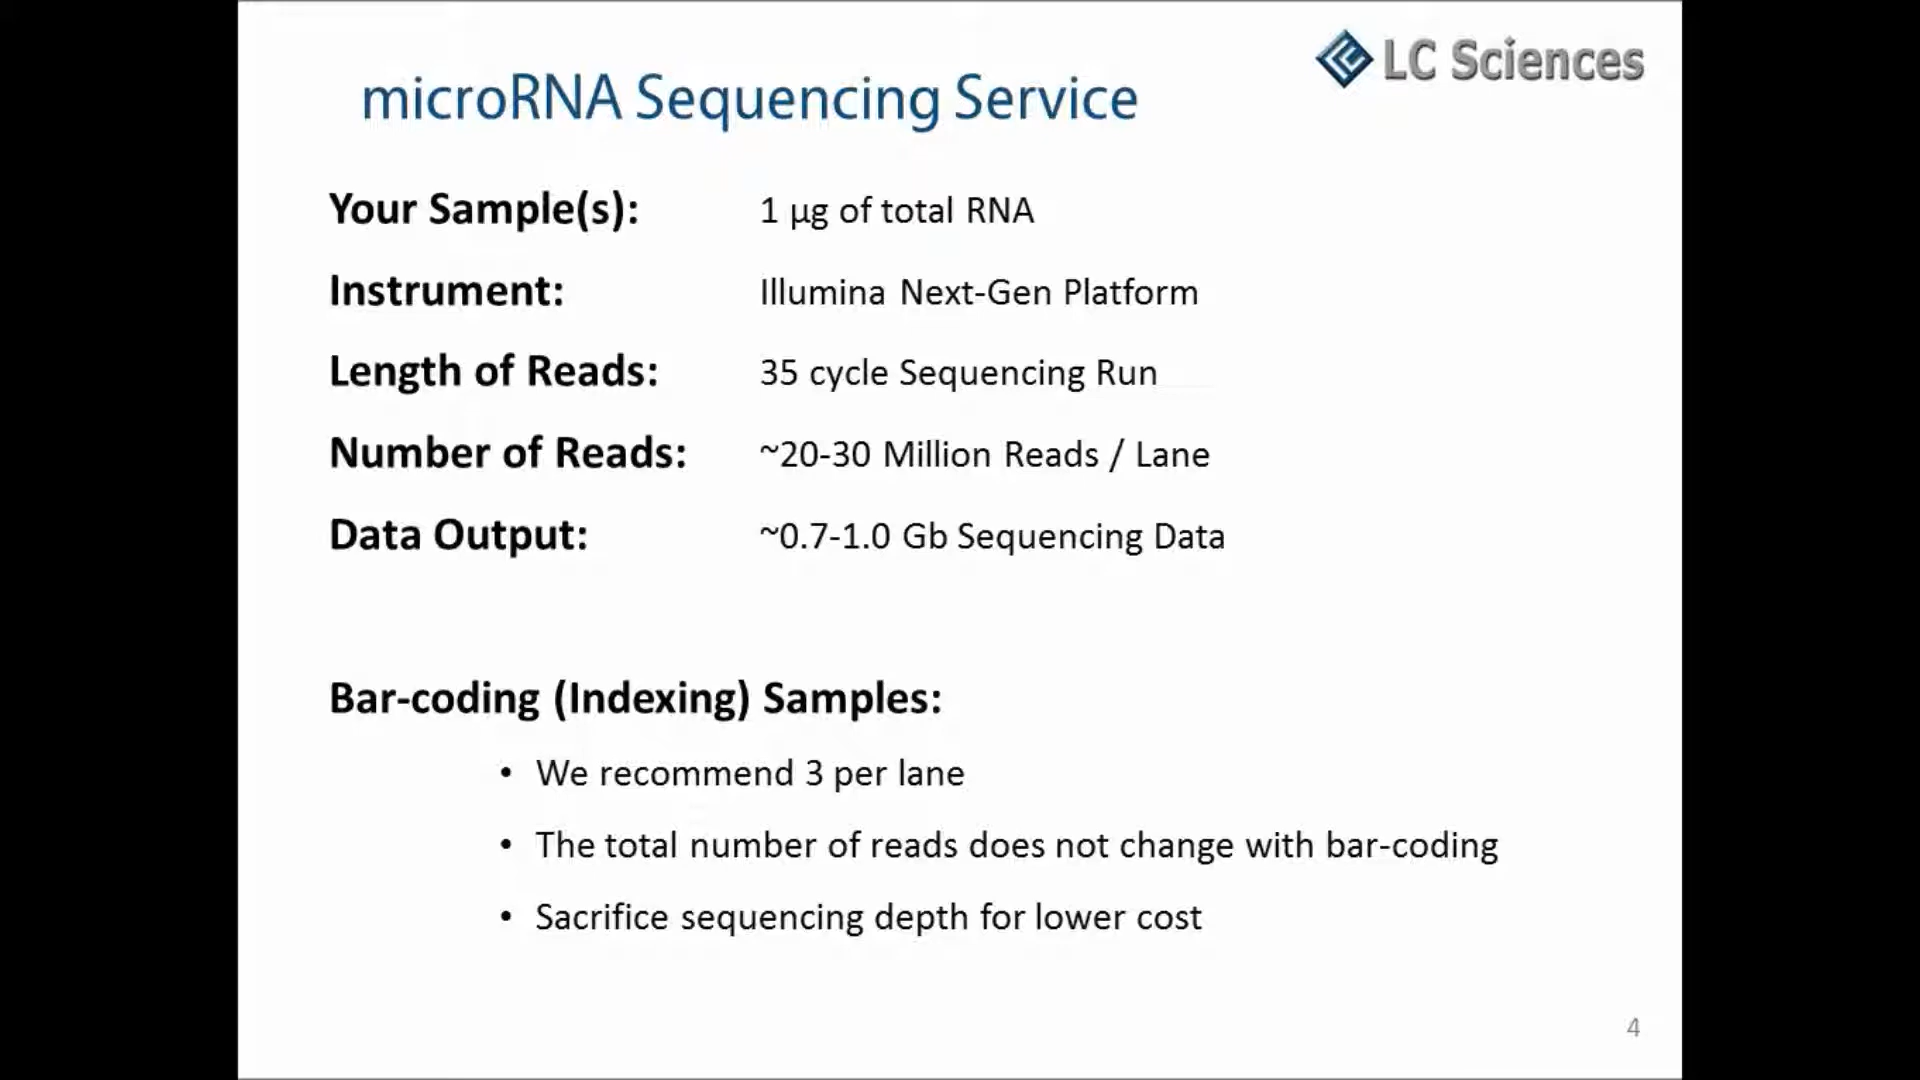 LC Sciences
microRNA Sequencing Service
Your Sample(s): 1 µg of total RNA
Instrument: Illumina Next-Gen Platform
Length of Reads: 35 cycle Sequencing Run
Number of Reads: ~20-30 Million Reads / Lane
Data Output: ~0.7-1.0 Gb Sequencing Data
Bar-coding (Indexing) Samples:
• We recommend 3 per lane
• The total number of reads does not change with bar-coding
• Sacrifice sequencing depth for lower cost
4